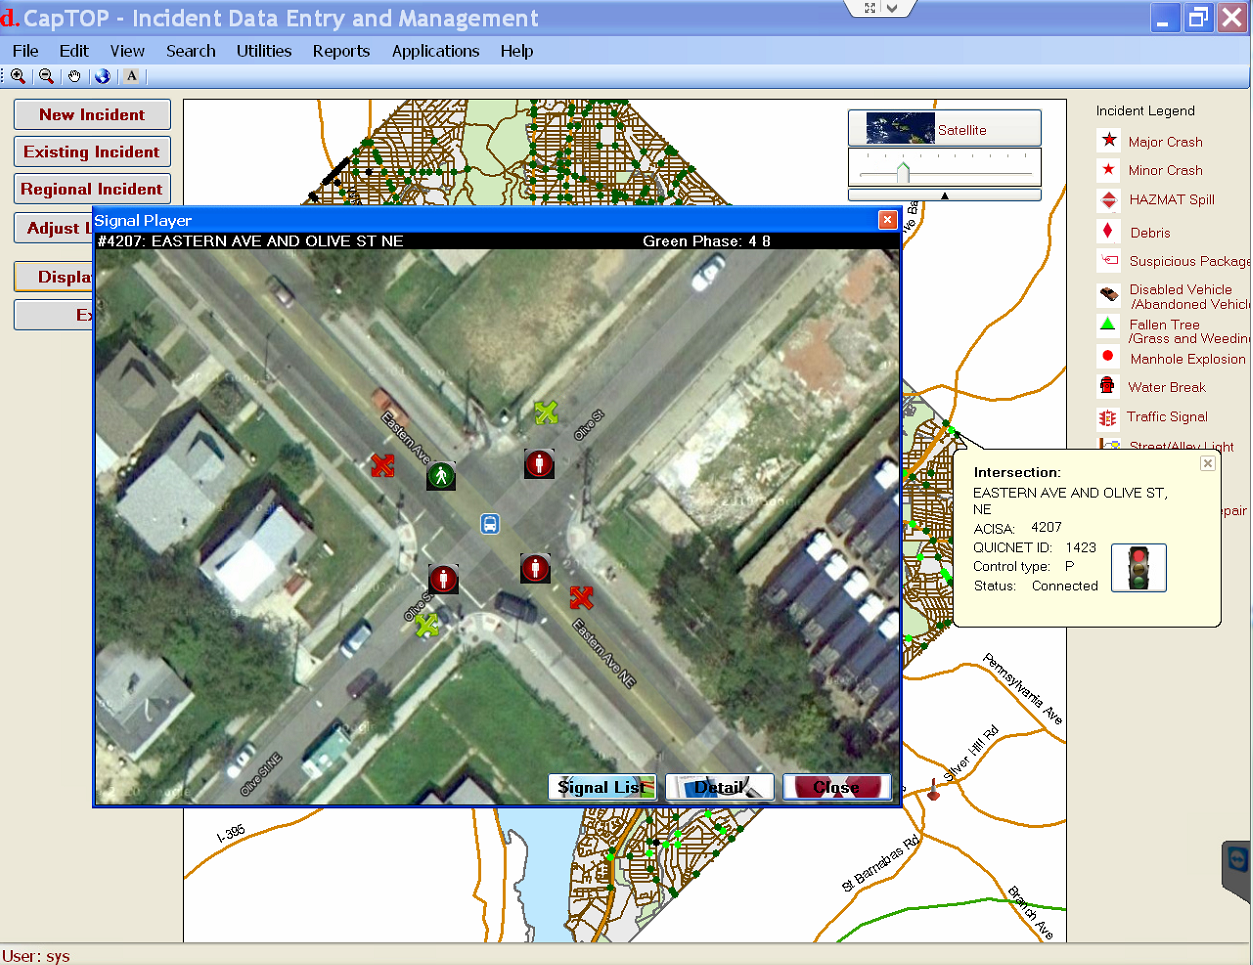 d. CapTOP - Incident Data Entry and Management
File Edit View Search Utilities Reports Applications Help
A
New Incident
Existing Incident
Regional Incident
Adjust L
Displa
Ex
Satellite
Incident Legend
Major Crash
Minor Crash
HAZMAT Spill
Debris
Suspicious Package
Disabled Vehicle
/Abandoned Vehicl
Fallen Tree
/Grass and Weedin
Manhole Explosion
Water Break
Traffic Signal
Street/Alley Light
epair
Signal Player
#4207: EASTERN AVE AND OLIVE ST NE
Green Phase: 4 8
Eastern Ave
Olive St
Olive S
Eastern Ave NE
Olive St NE
Signal List
Detail
Close
Intersection:
EASTERN AVE AND OLIVE ST,
NE
ACISA: 4207
QUICNET ID: 1423
Control type: P
Status: Connected
Pennsylvania Ave
Silver Hill Rd
St Barnabas Rd
Branch Ave
I-395
User: sys